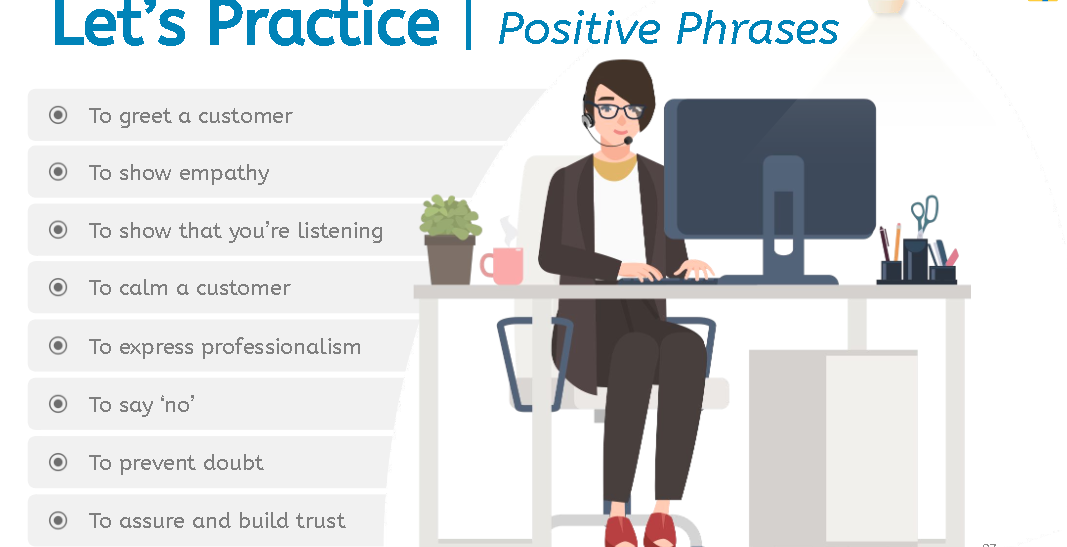 Let's Practice | Positive Phrases
To greet a customer
To show empathy
To show that you're listening
To calm a customer
To express professionalism
To say ‘no’
To prevent doubt
To assure and build trust